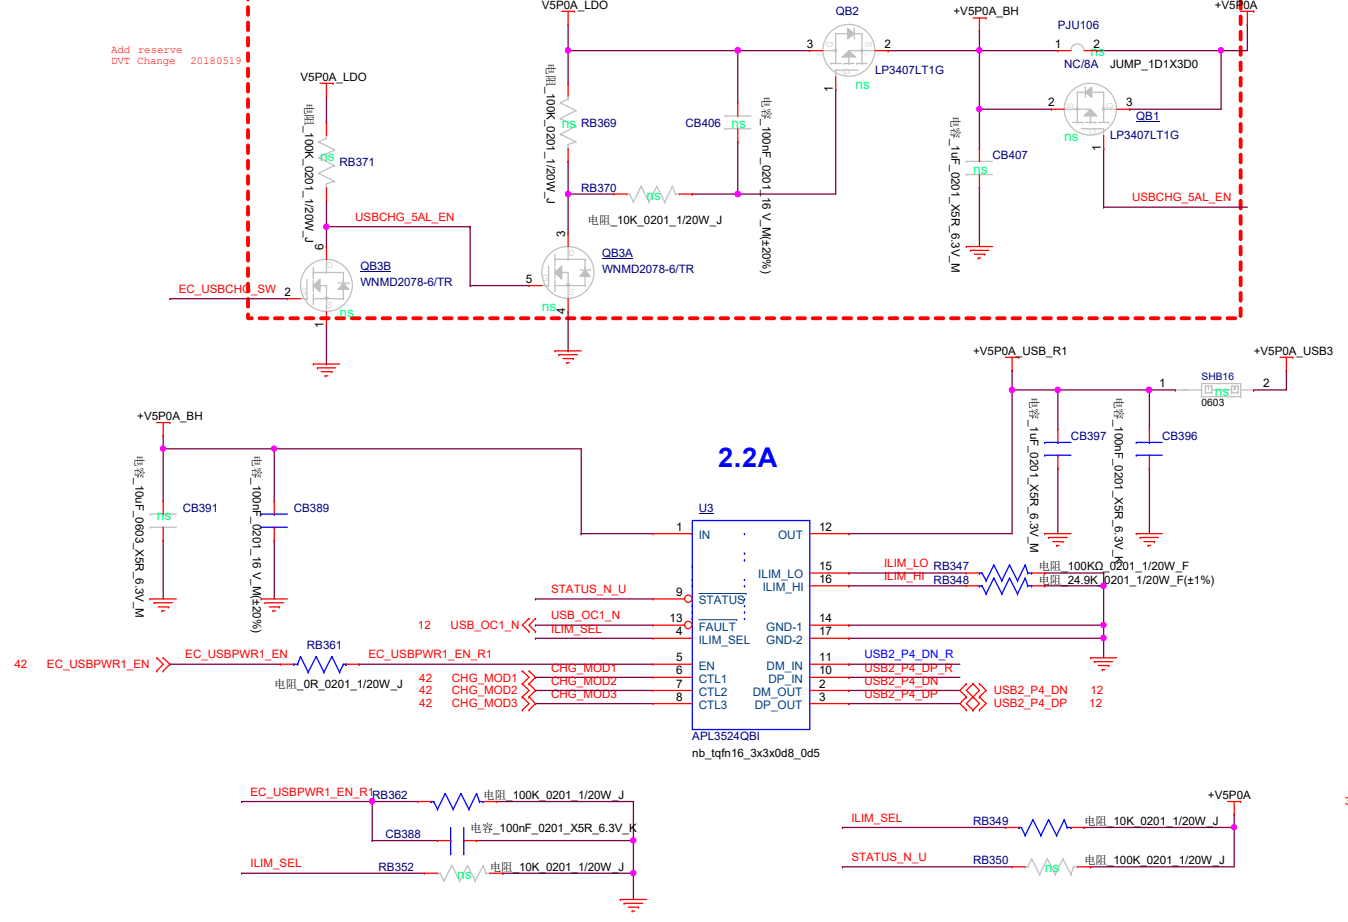 V5P0A_LDO
QB2
+V5P0A_BH
+V5P0A
PJU106
1
2
ns
NC/8A
JUMP_1D1X3D0
Add reserve
DVT Change 20180519
V5P0A_LDO
3
2
LP3407LT1G
ns
1
电阻_100K_0201_1/20W_J
ns
RB371
电阻_100K_0201_1/20W_J
ns
RB369
CB406
ns
电容_100nF_0201_16 V_M(±20%)
2
3
QB1
LP3407LT1G
ns
1
电容_1uF_0201_X5R_6.3V_M
CB407
ns
RB370
ns
电阻_10K_0201_1/20W_J
USBCHG_5AL_EN
USBCHG_5AL_EN
6
QB3B
WNMD2078-6/TR
EC_USBCHG_SW
2
ns
1
3
QB3A
WNMD2078-6/TR
5
ns
4
+V5P0A_USB_R1
+V5P0A_USB3
SHB16
1
ns
2
0603
+V5P0A_BH
电容_1uF_0201_X5R_6.3V_M
CB397
电容_100nF_0201_X5R_6.3V_K
CB396
2.2A
电容_10uF_0603_X5R_6.3V_M
ns
CB391
电容_100nF_0201_16 V_M(±20%)
CB389
U3
1
IN
OUT
12
ILIM_LO
15
ILIM_LO
RB347
电阻_100KΩ_0201_1/20W_F
ILIM_HI
16
ILIM_HI
RB348
电阻_24.9K_0201_1/20W_F(±1%)
STATUS_N_U
9
STATUS
12
USB_OC1_N
USB_OC1_N
13
FAULT
GND-1
14
ILIM_SEL
4
ILIM_SEL
GND-2
17
42
EC_USBPWR1_EN
EC_USBPWR1_EN
RB361
电阻_0R_0201_1/20W_J
EC_USBPWR1_EN_R1
5
EN
DM_IN
11
USB2_P4_DN_R
42
CHG_MOD1
CHG_MOD1
6
CTL1
DP_IN
10
USB2_P4_DP_R
42
CHG_MOD2
CHG_MOD2
7
CTL2
DM_OUT
2
USB2_P4_DN
USB2_P4_DN
12
42
CHG_MOD3
CHG_MOD3
8
CTL3
DP_OUT
3
USB2_P4_DP
USB2_P4_DP
12
APL3524QBI
nb_tqfn16_3x3x0d8_0d5
EC_USBPWR1_EN_R1
RB362
电阻_100K_0201_1/20W_J
CB388
电容_100nF_0201_X5R_6.3V_K
ILIM_SEL
RB352
ns
电阻_10K_0201_1/20W_J
+V5P0A
ILIM_SEL
RB349
电阻_10K_0201_1/20W_J
STATUS_N_U
RB350
ns
电阻_100K_0201_1/20W_J